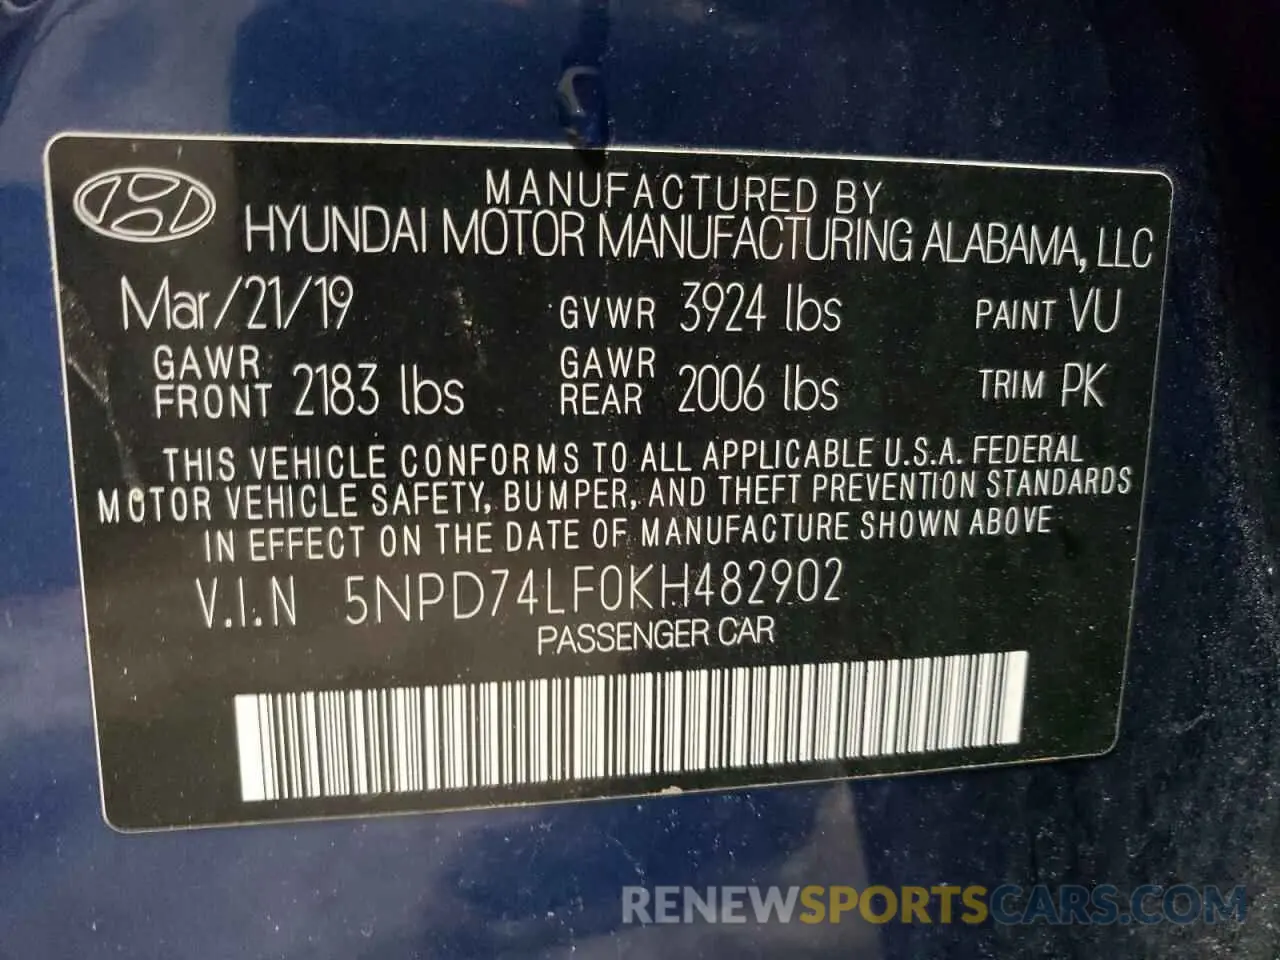 MANUFACTURED BY
HYUNDAI MOTOR MANUFACTURING ALABAMA, LLC
Mar/21/19 GVWR 3924 lbs PAINT VU
GAWR FRONT 2183 lbs GAWR REAR 2006 lbs TRIM PK
THIS VEHICLE CONFORMS TO ALL APPLICABLE U.S.A. FEDERAL
MOTOR VEHICLE SAFETY, BUMPER, AND THEFT PREVENTION STANDARDS
IN EFFECT ON THE DATE OF MANUFACTURE SHOWN ABOVE
V.I.N 5NPD74LF0KH482902
PASSENGER CAR
RENEWSPORTSCARS.COM